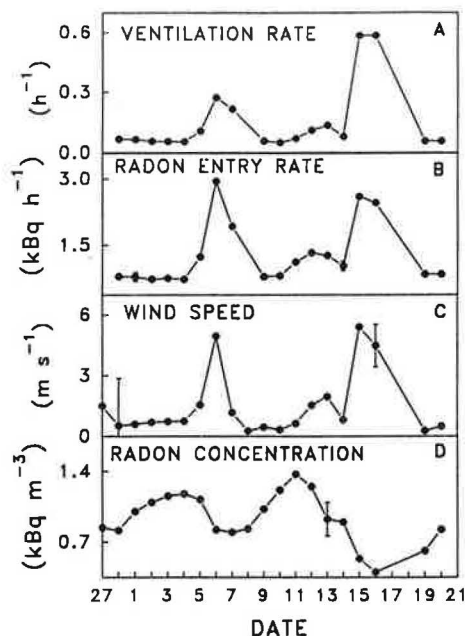 VENTILATION RATE A
0.6
0.3
0.0
(h⁻¹)
RADON ENTRY RATE B
3.0
1.5
(kBq h⁻¹)
WIND SPEED C
6
3
0
(m s⁻¹)
RADON CONCENTRATION D
1.4
0.7
(kBq m⁻³)
27 1 3 5 7 9 11 13 15 17 19 21
DATE